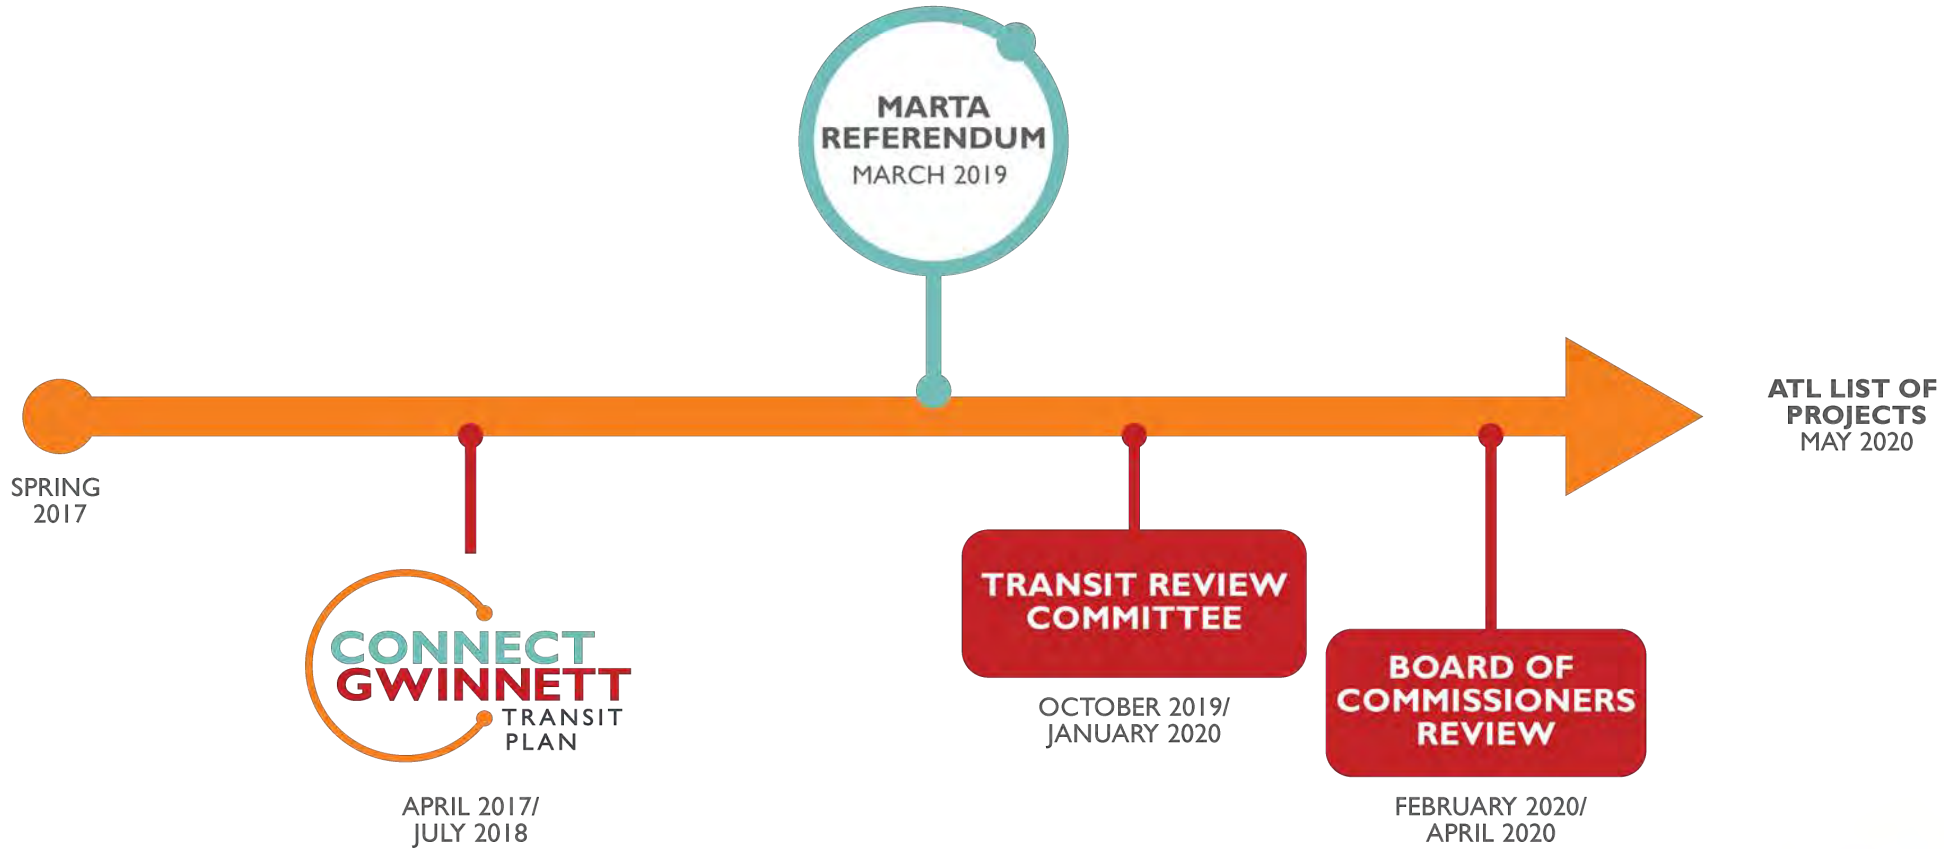 MARTA
REFERENDUM
MARCH 2019
SPRING
2017
CONNECT
GWINNETT
TRANSIT
PLAN
APRIL 2017/
JULY 2018
TRANSIT REVIEW
COMMITTEE
OCTOBER 2019/
JANUARY 2020
BOARD OF
COMMISSIONERS
REVIEW
FEBRUARY 2020/
APRIL 2020
ATL LIST OF
PROJECTS
MAY 2020